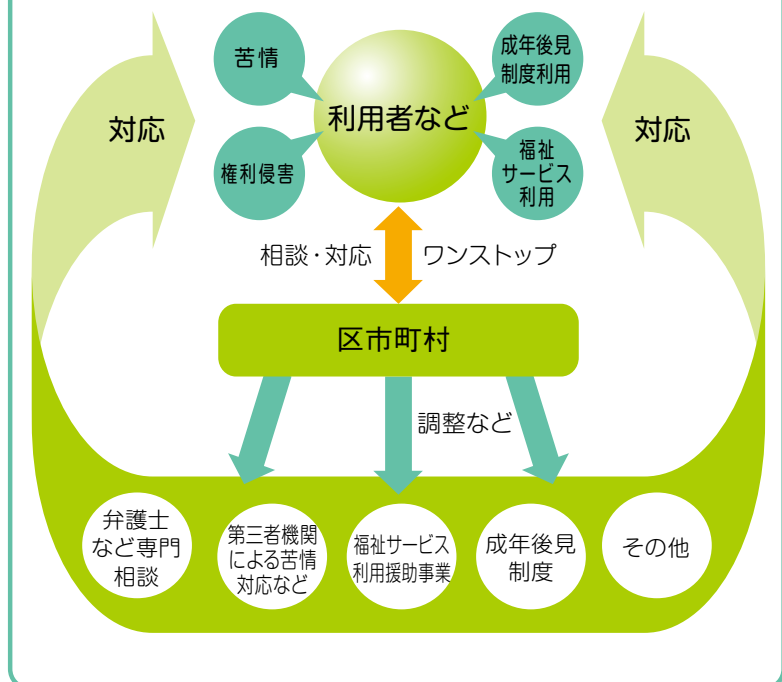 苦情
成年後見
制度利用
対応
利用者など
対応
権利侵害
福祉
サービス
利用
相談・対応
ワンストップ
区市町村
調整など
弁護士
など専門
相談
第三者機関
による苦情
対応など
福祉サービス
利用援助事業
成年後見
制度
その他